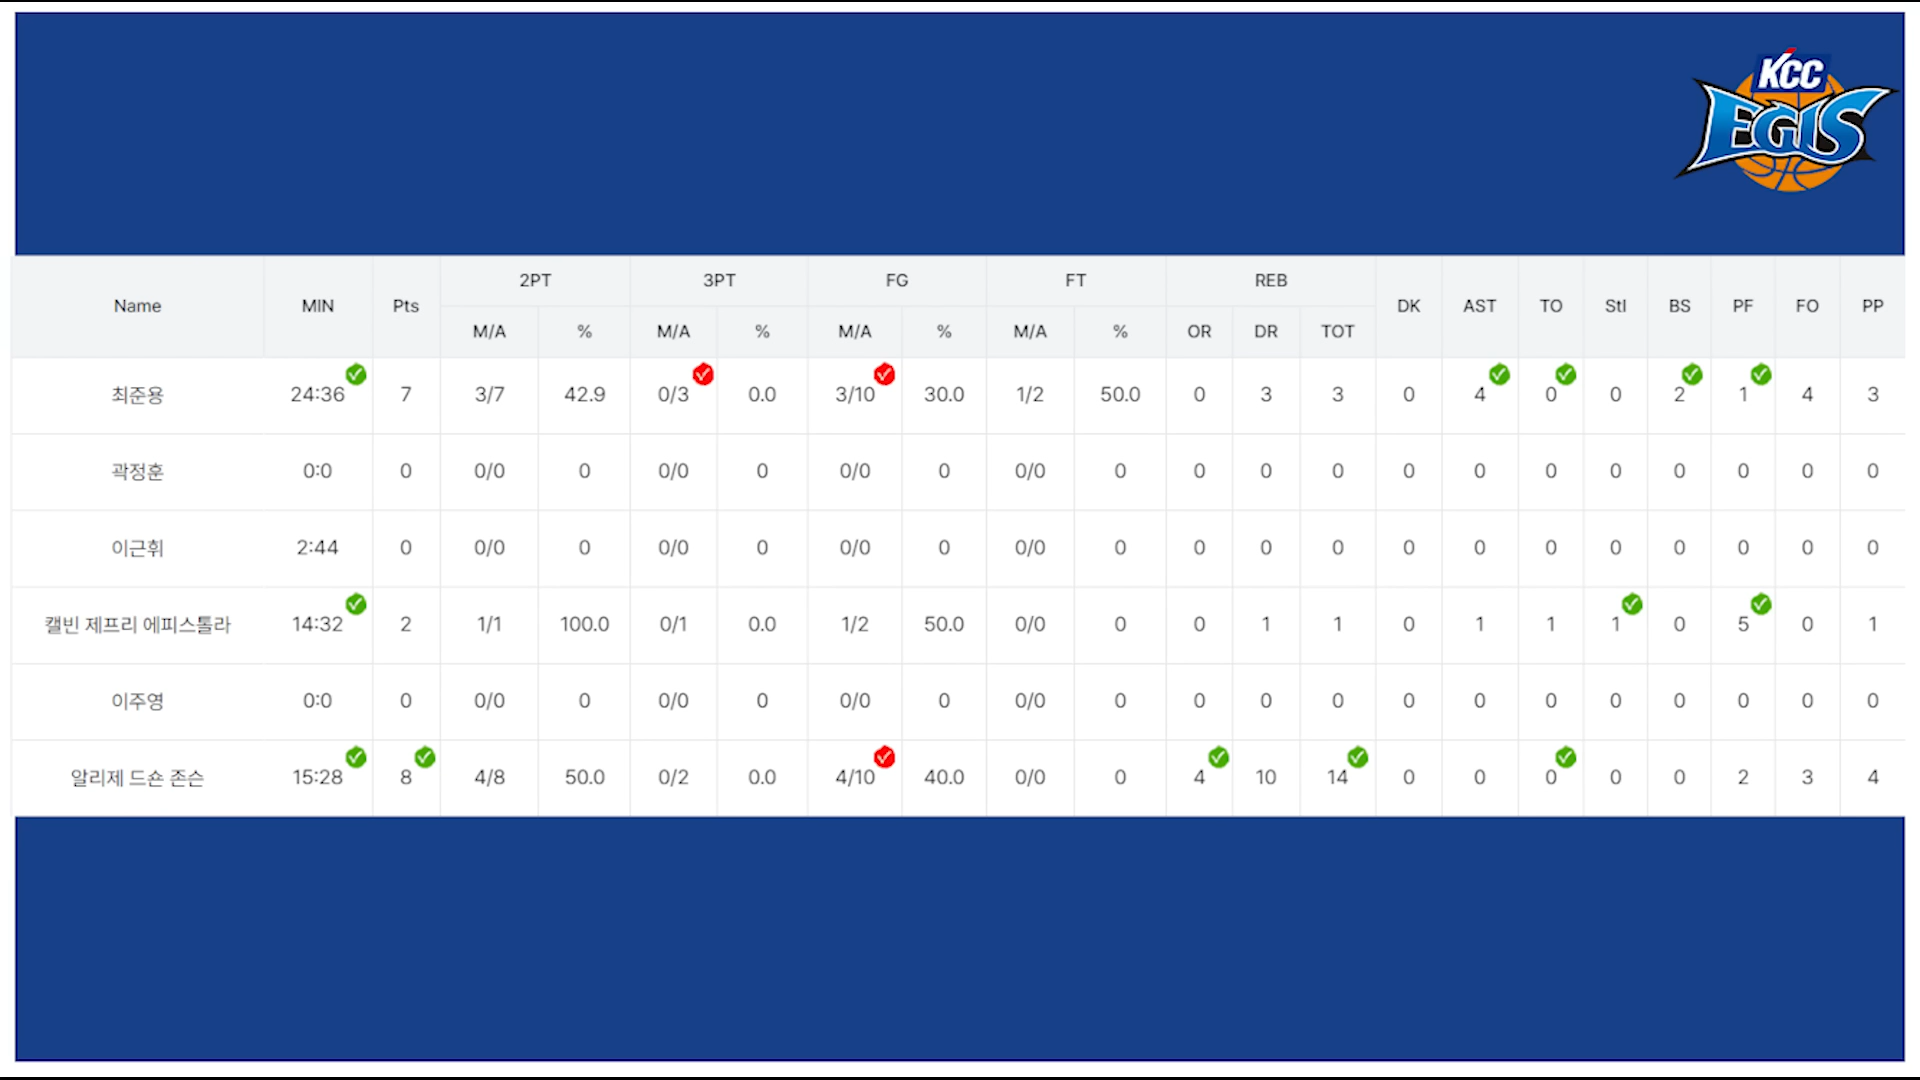 KCC
EGIS
Name MIN Pts 2PT 3PT FG FT REB DK AST TO Stl BS PF FO PP
M/A % M/A % M/A % M/A % OR DR TOT
최준용 24:36 7 3/7 42.9 0/3 0.0 3/10 30.0 1/2 50.0 0 3 3 0 4 0 0 2 1 4 3
곽정훈 0:0 0 0/0 0 0/0 0 0/0 0 0/0 0 0 0 0 0 0 0 0 0 0 0 0
이근휘 2:44 0 0/0 0 0/0 0 0/0 0 0/0 0 0 0 0 0 0 0 0 0 0 0 0
캘빈 제프리 에피스톨라 14:32 2 1/1 100.0 0/1 0.0 1/2 50.0 0/0 0 0 1 1 0 1 1 1 0 5 0 1
이주영 0:0 0 0/0 0 0/0 0 0/0 0 0/0 0 0 0 0 0 0 0 0 0 0 0 0
알리제 드숀 존슨 15:28 8 4/8 50.0 0/2 0.0 4/10 40.0 0/0 0 4 10 14 0 0 0 0 0 2 3 4